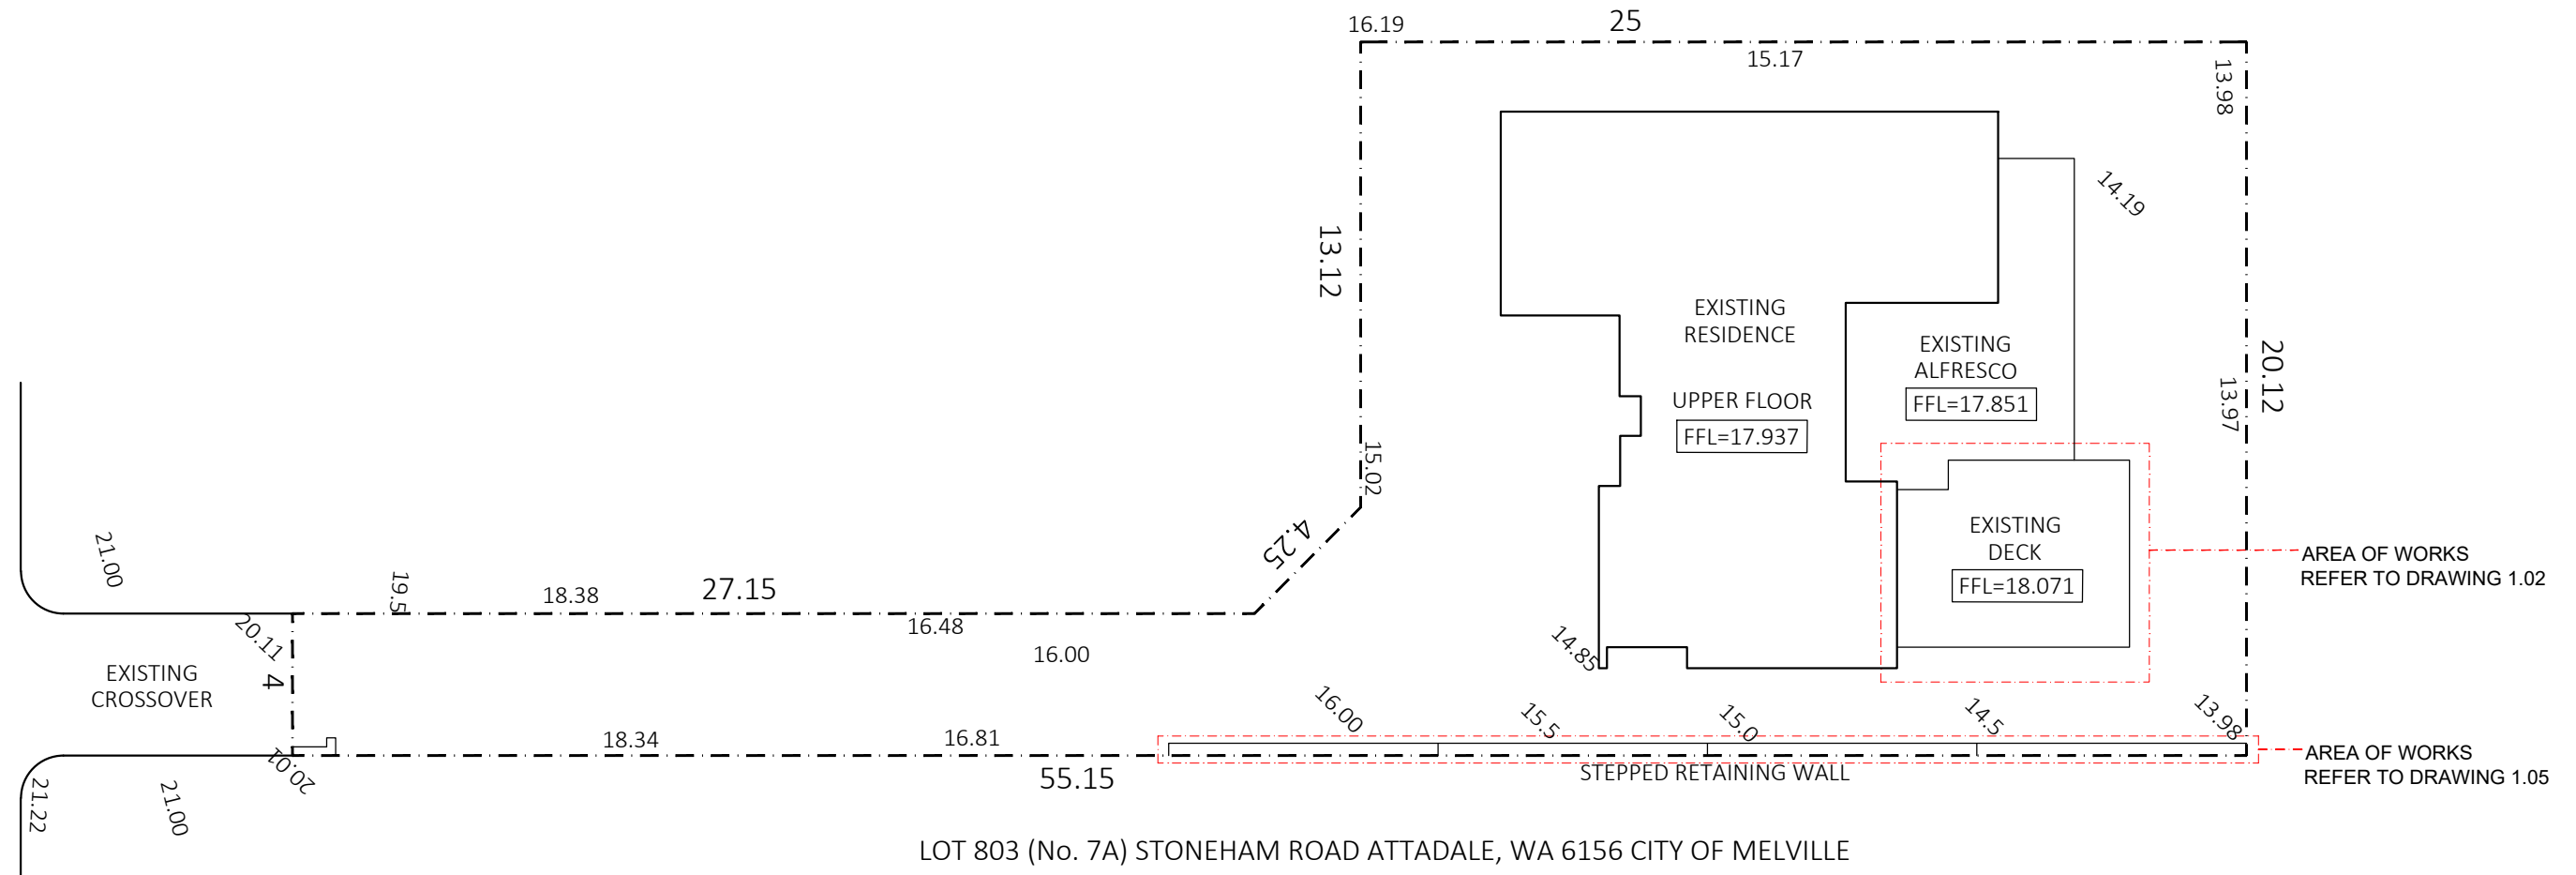 16.19
25
15.17
13.98
14.19
13.12
EXISTING
RESIDENCE
EXISTING
ALFRESCO
FFL=17.851
UPPER FLOOR
FFL=17.937
20.12
13.97
15.02
4.25
EXISTING
DECK
FFL=18.071
AREA OF WORKS
REFER TO DRAWING 1.02
21.00
19.5
18.38
27.15
16.48
16.00
20.11
4
EXISTING
CROSSOVER
14.85
16.00
15.5
15.0
14.5
13.98
18.34
16.81
55.15
STEPPED RETAINING WALL
AREA OF WORKS
REFER TO DRAWING 1.05
20.01
21.22
21.00
LOT 803 (No. 7A) STONEHAM ROAD ATTADALE, WA 6156 CITY OF MELVILLE